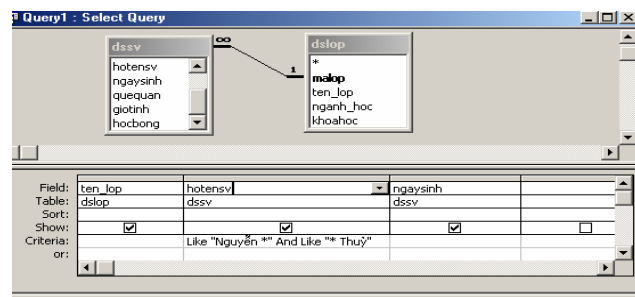 Query1 : Select Query
dssv
hotensv
ngaysinh
quequan
giotinh
hocbong
∞
1
dslop
*
malop
ten_lop
nganh_hoc
khoahoc
Field: ten_lop hotensv ngaysinh
Table: dslop dssv dssv
Sort:
Show:
Criteria: Like "Nguyễn *" And Like "* Thuỳ"
or: